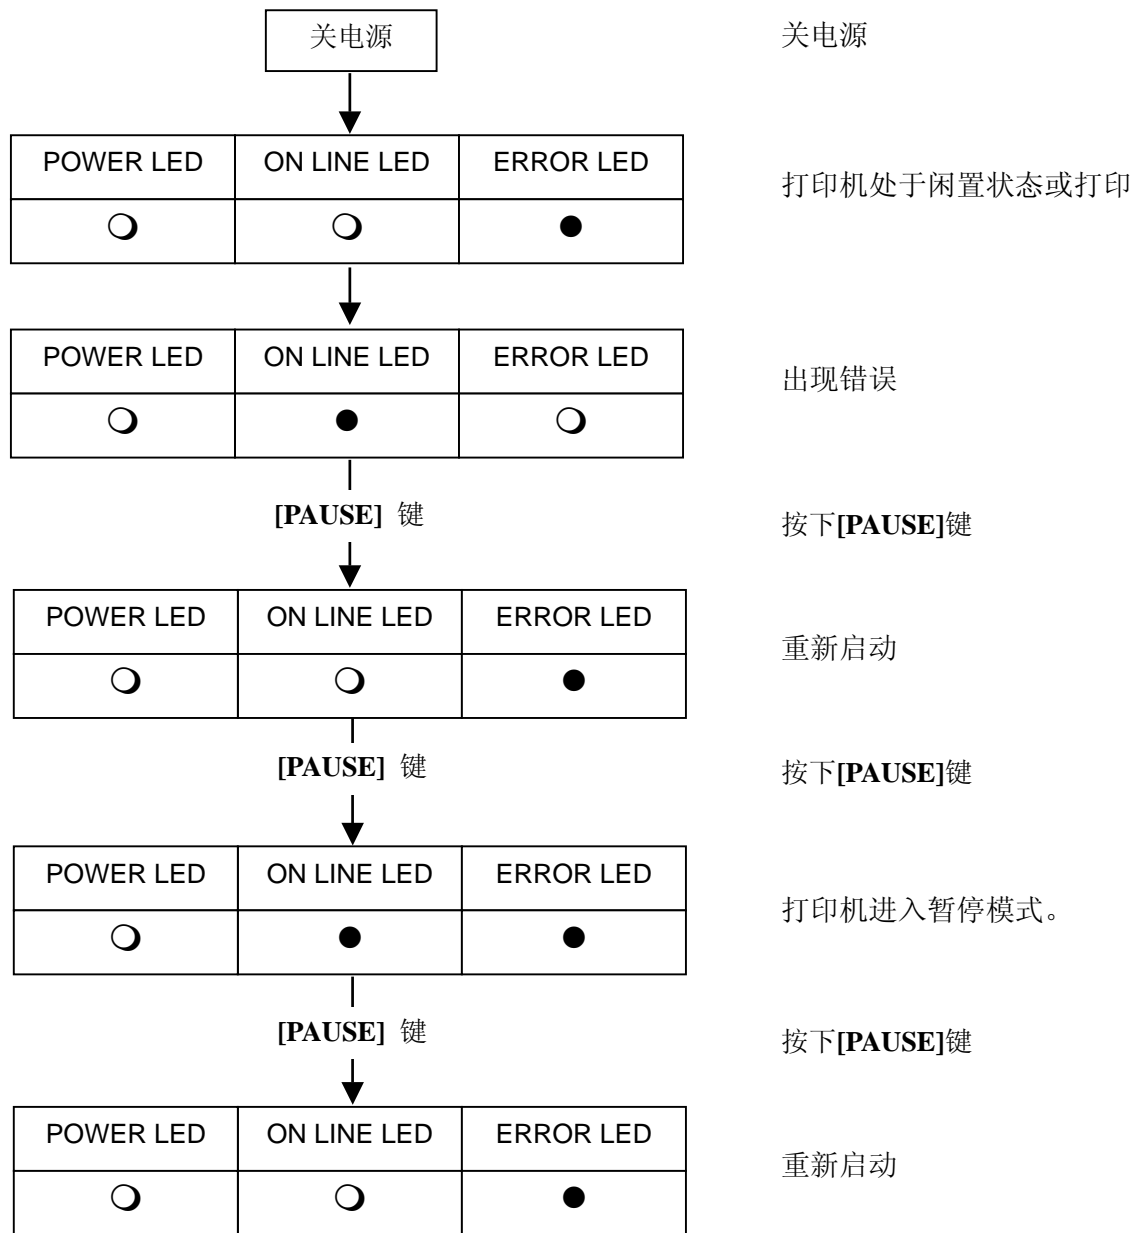 关电源 关电源
POWER LED ON LINE LED ERROR LED
打印机处于闲置状态或打印
❍ ❍ ●
POWER LED ON LINE LED ERROR LED
出现错误
❍ ● ❍
[PAUSE] 键 按下[PAUSE]键
POWER LED ON LINE LED ERROR LED
重新启动
❍ ❍ ●
[PAUSE] 键 按下[PAUSE]键
POWER LED ON LINE LED ERROR LED
打印机进入暂停模式。
❍ ● ●
[PAUSE] 键 按下[PAUSE]键
POWER LED ON LINE LED ERROR LED
重新启动
❍ ❍ ●